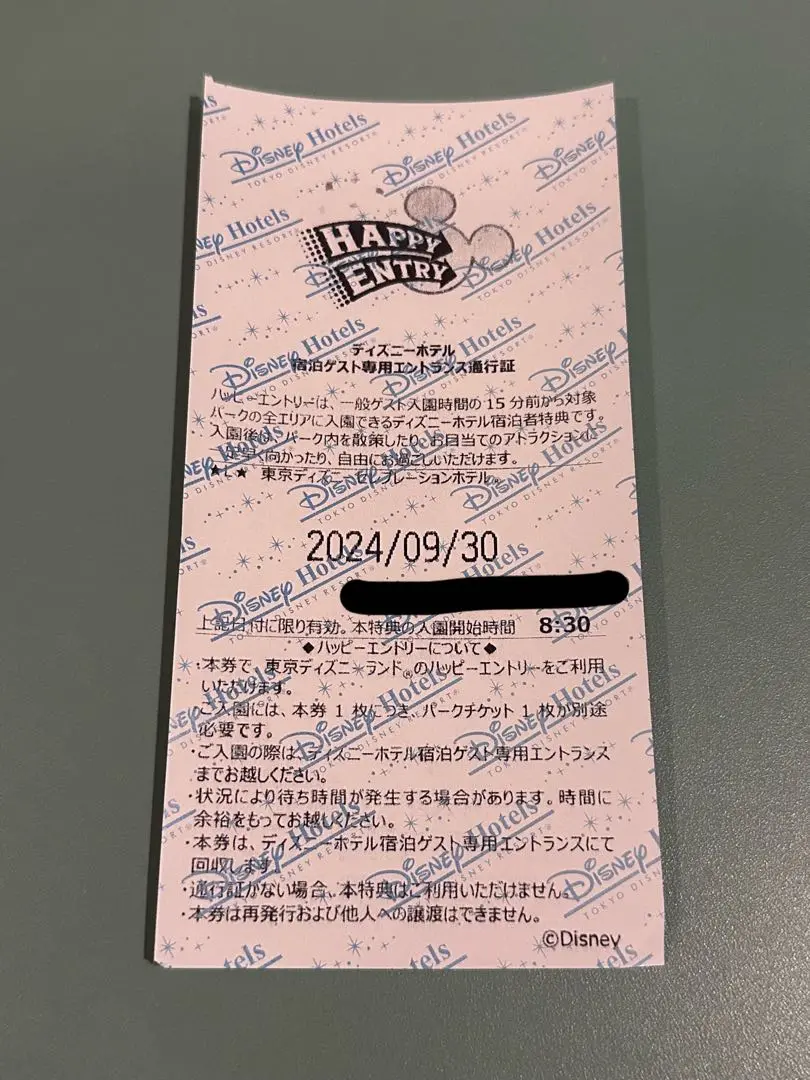 HAPPY
ENTRY
ディズニーホテル
宿泊ゲスト専用エントランス通行証
ハッピーエントリーは、一般ゲスト入園時間の15分前から対象
パークの全エリアに入園できるディズニーホテル宿泊者特典です。
入園後は、パーク内を散策したり、お目当てのアトラクションに
足早く向かったり、自由にお過ごしいただけます。
★L★ 東京ディズニーセレブレーションホテル®
2024/09/30
上記日付に限り有効。本特典の入園開始時間 8:30
◆ハッピーエントリーについて◆
・本券で、東京ディズニーランド®のハッピーエントリーをご利用
いただけます。
・ご入園には、本券1枚につき、パークチケット1枚が別途
必要です。
・ご入園の際は、ディズニーホテル宿泊ゲスト専用エントランス
までお越しください。
・状況により待ち時間が発生する場合があります。時間に
余裕をもってお越しください。
・本券は、ディズニーホテル宿泊ゲスト専用エントランスにて
回収します。
・通行証がない場合、本特典はご利用いただけません。
・本券は再発行および他人への譲渡はできません。
©Disney
Disney Hotels
TOKYO DISNEY RESORT®